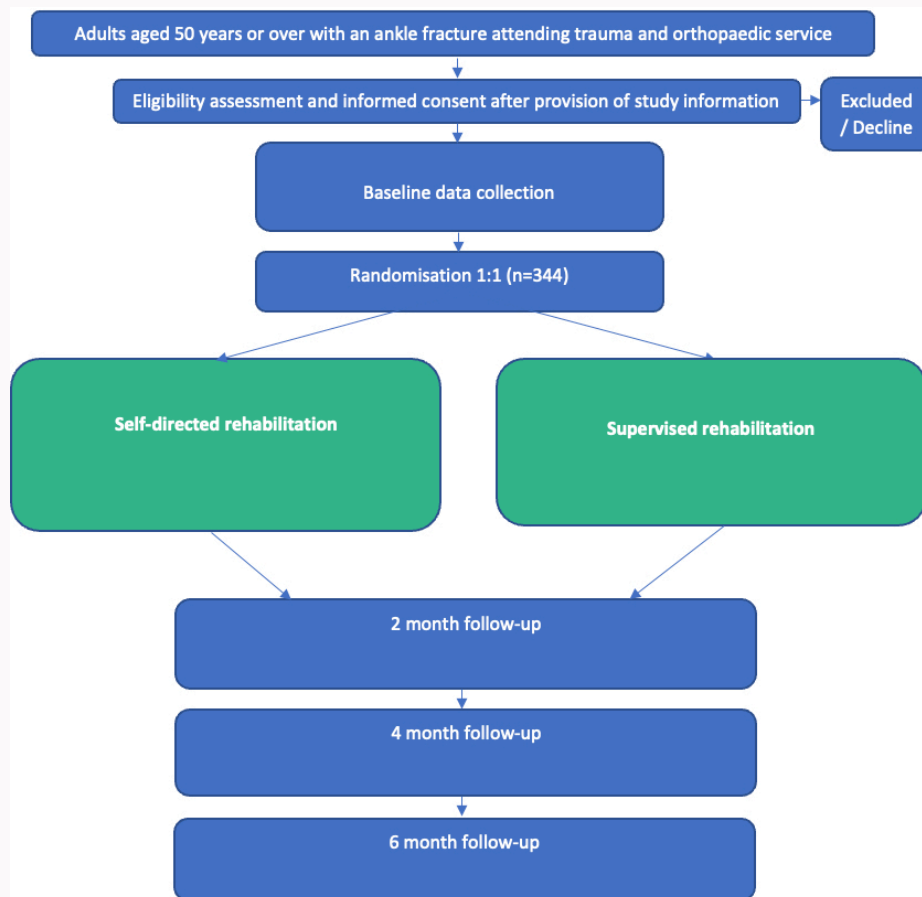 Adults aged 50 years or over with an ankle fracture attending trauma and orthopaedic service
Eligibility assessment and informed consent after provision of study information
Excluded
/ Decline
Baseline data collection
Randomisation 1:1 (n=344)
Self-directed rehabilitation
Supervised rehabilitation
2 month follow-up
4 month follow-up
6 month follow-up